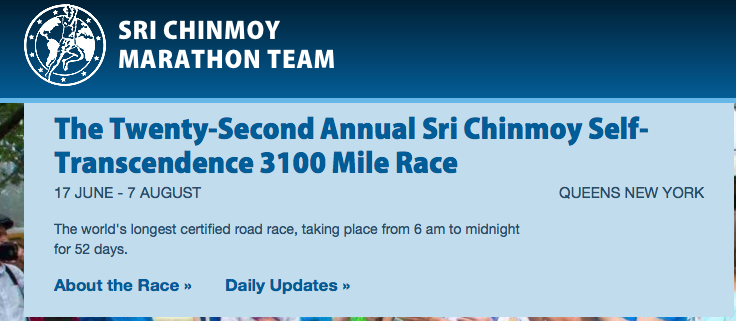 SRI CHINMOY
MARATHON TEAM
The Twenty-Second Annual Sri Chinmoy Self-
Transcendence 3100 Mile Race
17 JUNE - 7 AUGUST QUEENS NEW YORK
The world's longest certified road race, taking place from 6 am to midnight
for 52 days.
About the Race » Daily Updates »